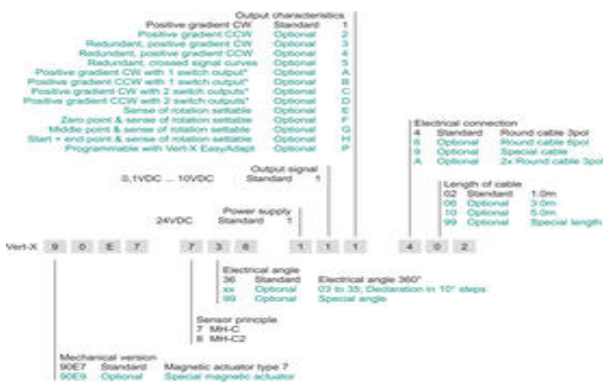 Output characteristics
Positive gradient CW Standard 1
Positive gradient CCW Optional 2
Redundant, positive gradient CW Optional 3
Redundant, positive gradient CCW Optional 4
Redundant, crossed signal curves Optional 5
Positive gradient CW with 1 switch output* Optional A
Positive gradient CCW with 1 switch output* Optional B
Positive gradient CW with 2 switch outputs* Optional C
Positive gradient CCW with 2 switch outputs* Optional D
Sense of rotation settable Optional E
Zero point & sense of rotation settable Optional F
Middle point & sense of rotation settable Optional G
Start + end point & sense of rotation settable Optional H
Programmable with Vert-X EasyAdapt Optional P
Electrical connection
4 Standard Round cable 3pol
6 Optional Round cable 6pol
9 Optional Special cable
A Optional 2x Round cable 3pol
Output signal
0,1VDC ... 10VDC Standard 1
Length of cable
02 Standard 1.0m
06 Optional 3.0m
10 Optional 5.0m
99 Optional Special length
Power supply
24VDC Standard 1
Vert-X 9 0 E 7 7 3 6 1 1 1 4 0 2
Electrical angle
36 Standard Electrical angle 360°
xx Optional 03 to 35; Declaration in 10° steps
99 Optional Special angle
Sensor principle
7 MH-C
8 MH-C2
Mechanical version
90E7 Standard Magnetic actuator type 7
90E9 Optional Special magnetic actuator